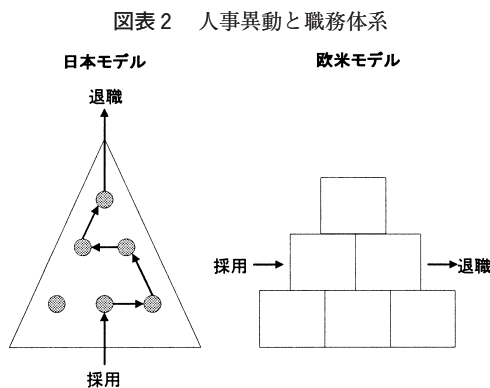 図表2 人事異動と職務体系
日本モデル
欧米モデル
退職
採用
退職
採用